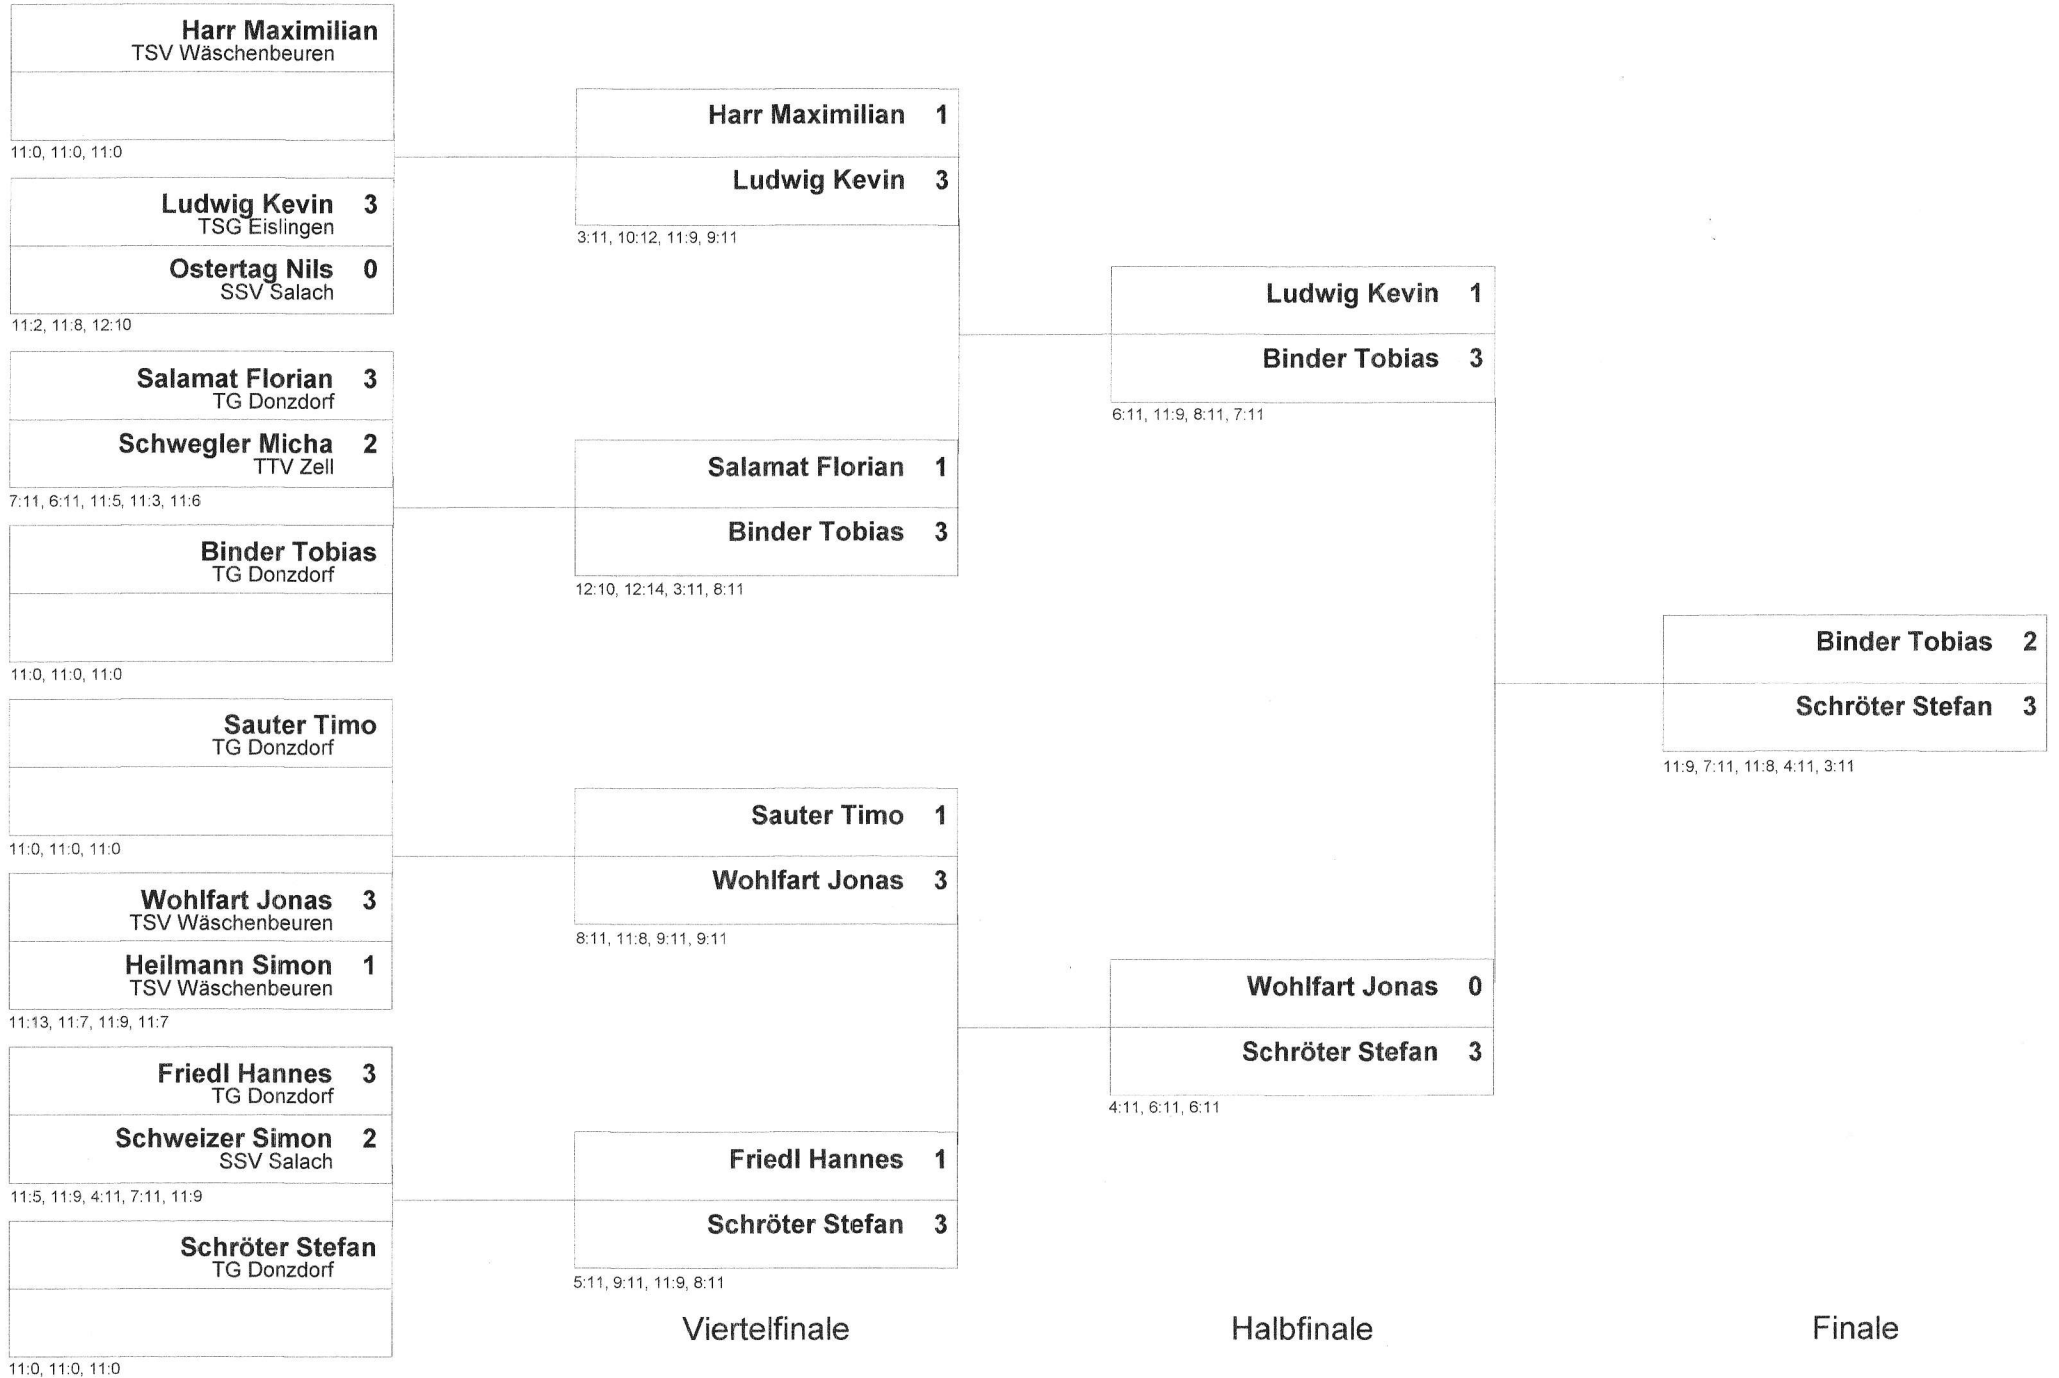 Harr Maximilian
TSV Wäschenbeuren
11:0, 11:0, 11:0
Ludwig Kevin 3
TSG Eislingen
Ostertag Nils 0
SSV Salach
11:2, 11:8, 12:10
Salamat Florian 3
TG Donzdorf
Schwegler Micha 2
TTV Zell
7:11, 6:11, 11:5, 11:3, 11:6
Binder Tobias
TG Donzdorf
11:0, 11:0, 11:0
Sauter Timo
TG Donzdorf
11:0, 11:0, 11:0
Wohlfart Jonas 3
TSV Wäschenbeuren
Heilmann Simon 1
TSV Wäschenbeuren
11:13, 11:7, 11:9, 11:7
Friedl Hannes 3
TG Donzdorf
Schweizer Simon 2
SSV Salach
11:5, 11:9, 4:11, 7:11, 11:9
Schröter Stefan
TG Donzdorf
11:0, 11:0, 11:0
Harr Maximilian 1
Ludwig Kevin 3
3:11, 10:12, 11:9, 9:11
Salamat Florian 1
Binder Tobias 3
12:10, 12:14, 3:11, 8:11
Sauter Timo 1
Wohlfart Jonas 3
8:11, 11:8, 9:11, 9:11
Friedl Hannes 1
Schröter Stefan 3
5:11, 9:11, 11:9, 8:11
Viertelfinale
Ludwig Kevin 1
Binder Tobias 3
6:11, 11:9, 8:11, 7:11
Wohlfart Jonas 0
Schröter Stefan 3
4:11, 6:11, 6:11
Halbfinale
Binder Tobias 2
Schröter Stefan 3
11:9, 7:11, 11:8, 4:11, 3:11
Finale